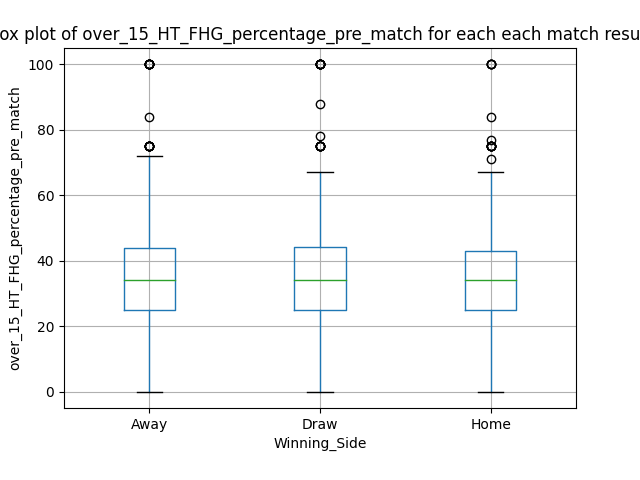 ox plot of over_15_HT_FHG_percentage_pre_match for each each match resu
100
80
60
40
20
0
over_15_HT_FHG_percentage_pre_match
Away Draw Home
Winning_Side